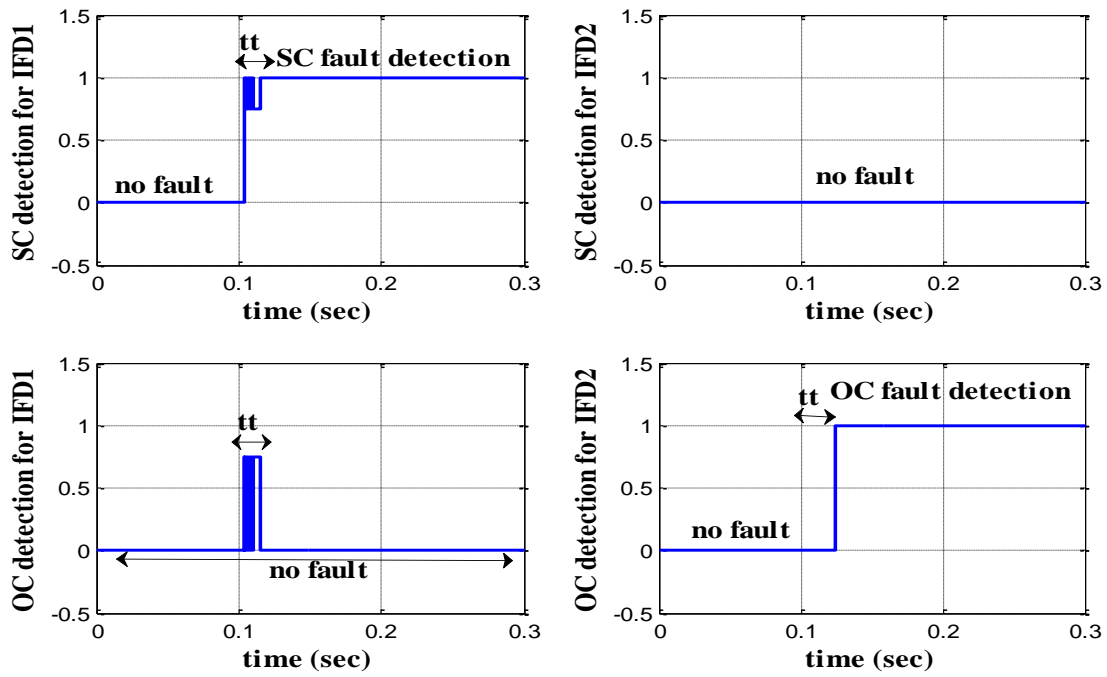 SC detection for IFD1
1.5
1
0.5
0
-0.5
tt
SC fault detection
no fault
0
0.1
0.2
0.3
time (sec)
SC detection for IFD2
1.5
1
0.5
0
-0.5
no fault
0
0.1
0.2
0.3
time (sec)
OC detection for IFD1
1.5
1
0.5
0
-0.5
tt
no fault
0
0.1
0.2
0.3
time (sec)
OC detection for IFD2
1.5
1
0.5
0
-0.5
tt
OC fault detection
no fault
0
0.1
0.2
0.3
time (sec)